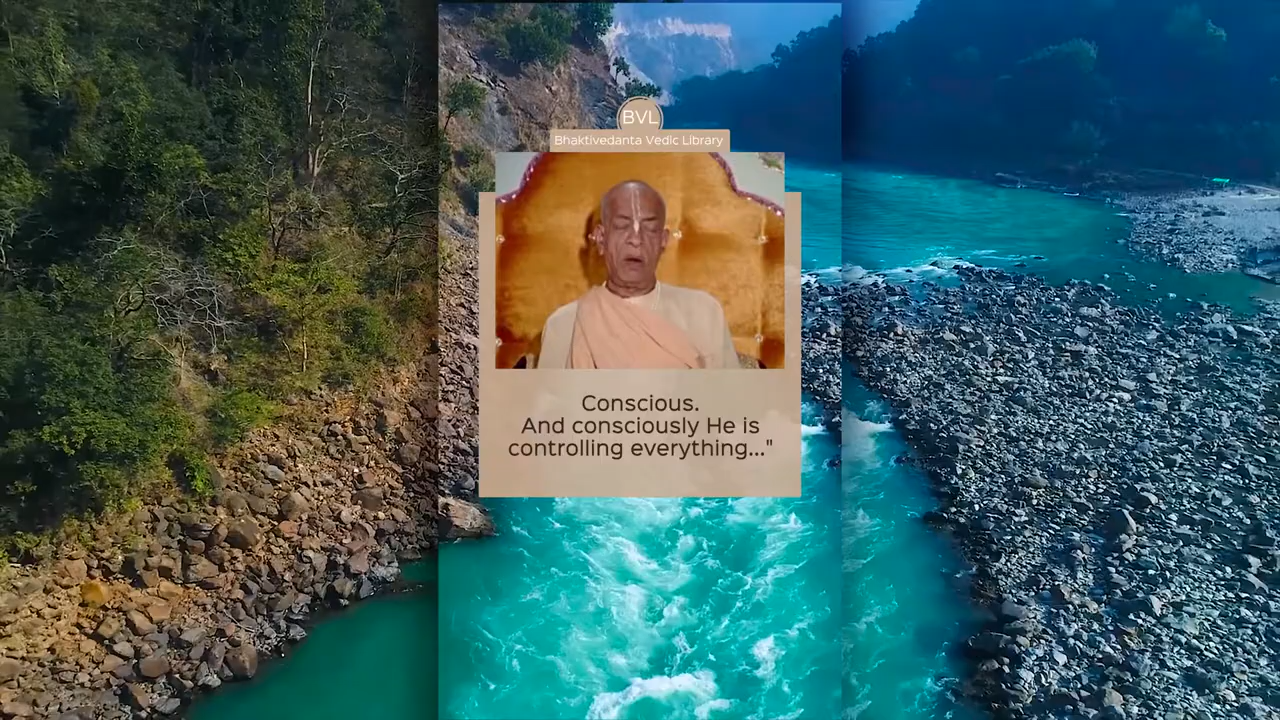 BVL
Bhaktivedanta Vedic Library
Conscious.
And consciously He is
controlling everything..."